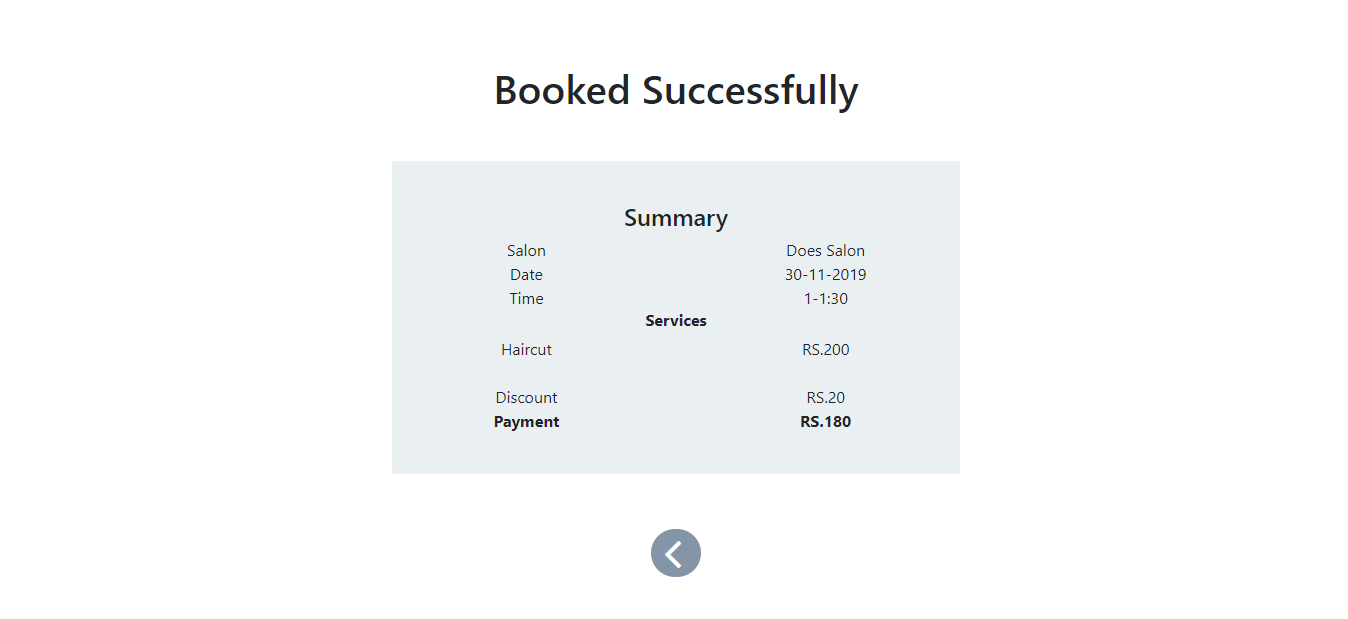 Booked Successfully
Summary
Salon Does Salon
Date 30-11-2019
Time 1-1:30
Services
Haircut RS.200
Discount RS.20
Payment RS.180